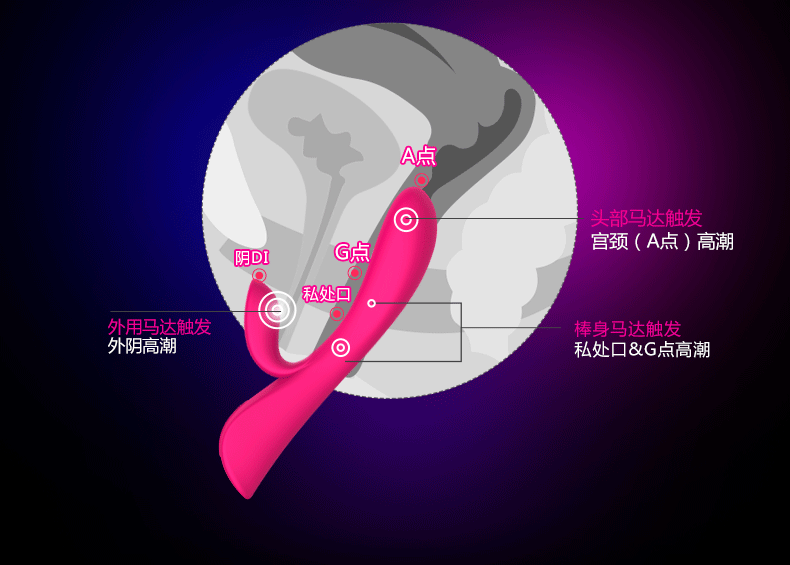 A点
头部马达触发
宫颈（A点）高潮
G点
阴DI
私处口
外用马达触发
外阴高潮
棒身马达触发
私处口&G点高潮